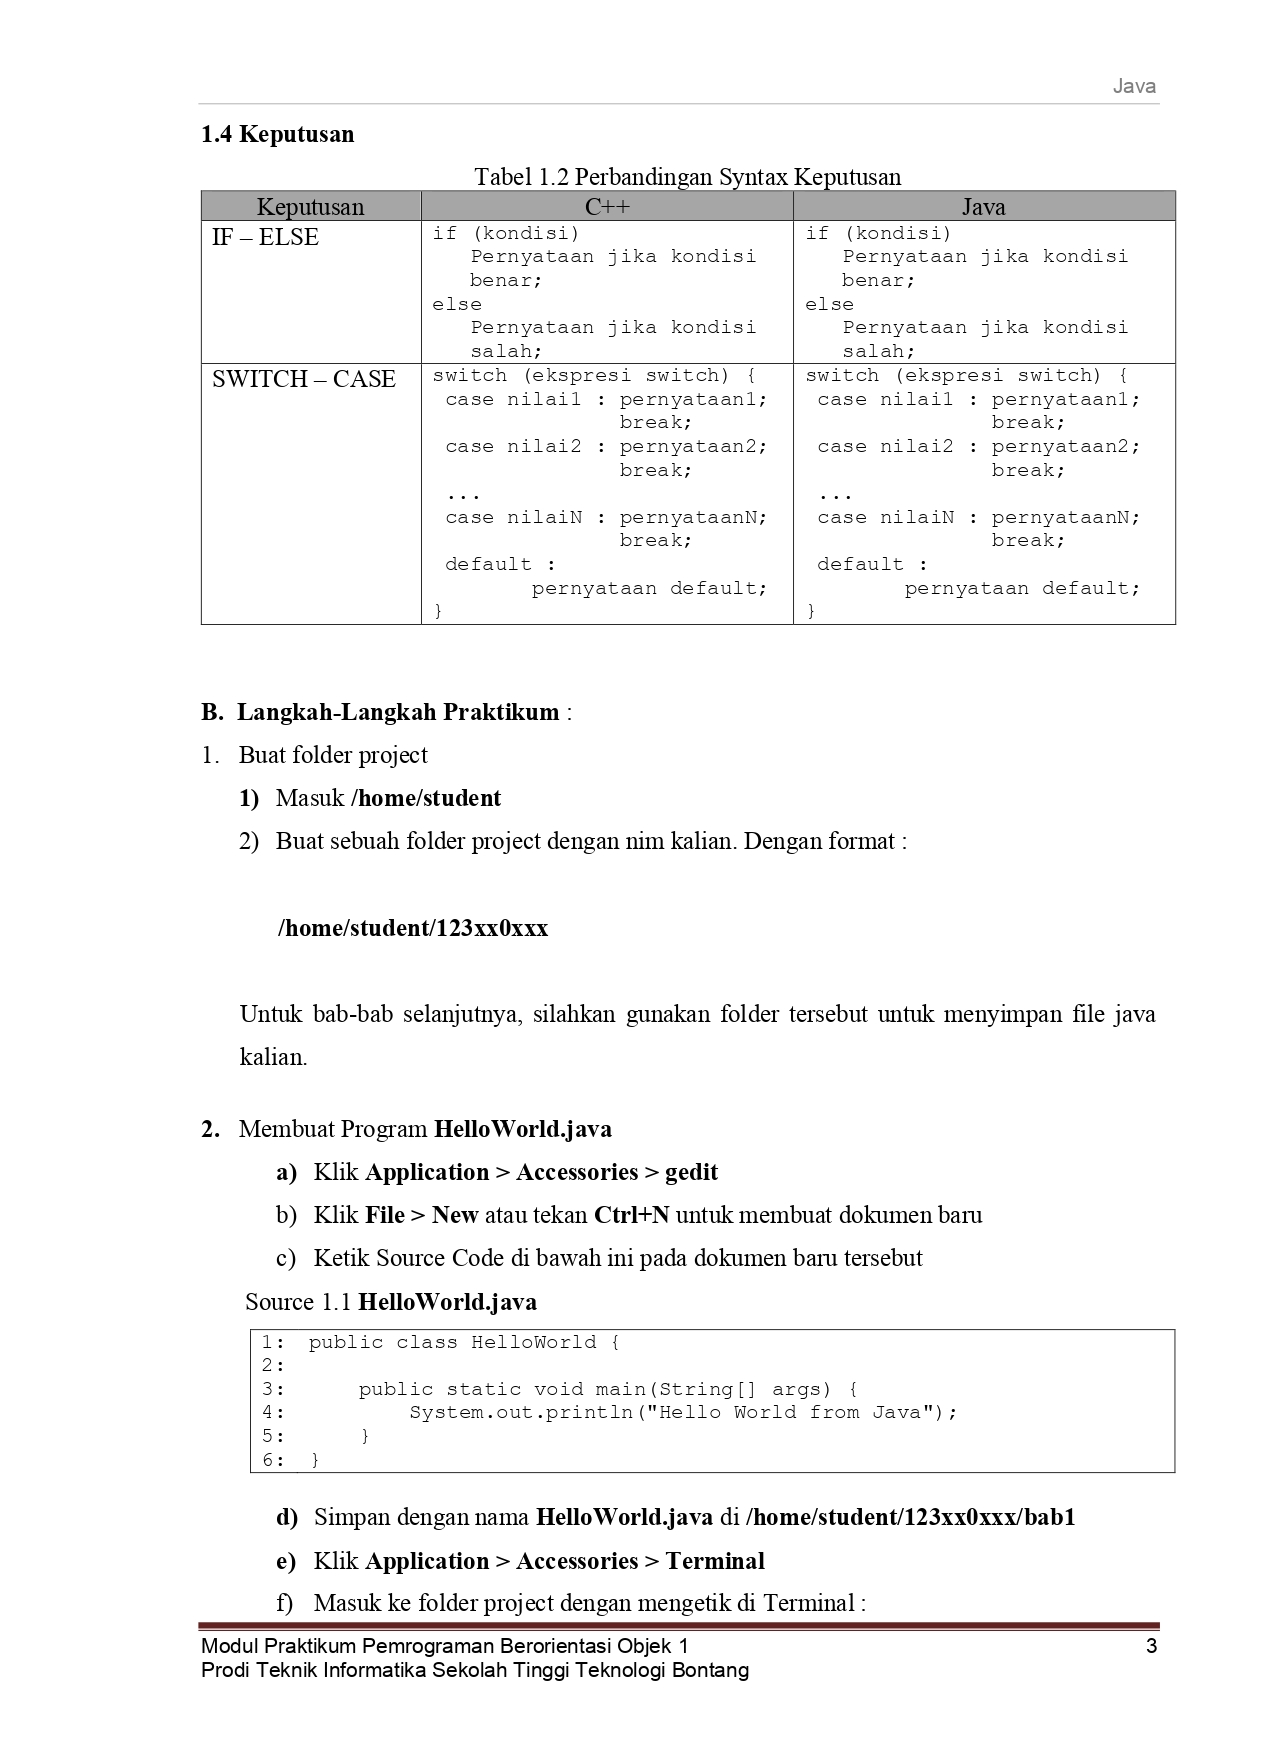 Java
1.4 Keputusan
Tabel 1.2 Perbandingan Syntax Keputusan
Keputusan C++ Java
IF – ELSE
if (kondisi)
Pernyataan jika kondisi
benar;
else
Pernyataan jika kondisi
salah;
if (kondisi)
Pernyataan jika kondisi
benar;
else
Pernyataan jika kondisi
salah;
SWITCH – CASE
switch (ekspresi switch) {
case nilai1 : pernyataan1;
break;
case nilai2 : pernyataan2;
break;
...
case nilaiN : pernyataanN;
break;
default :
pernyataan default;
}
switch (ekspresi switch) {
case nilai1 : pernyataan1;
break;
case nilai2 : pernyataan2;
break;
...
case nilaiN : pernyataanN;
break;
default :
pernyataan default;
}
B. Langkah-Langkah Praktikum :
1. Buat folder project
1) Masuk /home/student
2) Buat sebuah folder project dengan nim kalian. Dengan format :
/home/student/123xx0xxx
Untuk bab-bab selanjutnya, silahkan gunakan folder tersebut untuk menyimpan file java
kalian.
2. Membuat Program HelloWorld.java
a) Klik Application > Accessories > gedit
b) Klik File > New atau tekan Ctrl+N untuk membuat dokumen baru
c) Ketik Source Code di bawah ini pada dokumen baru tersebut
Source 1.1 HelloWorld.java
1: public class HelloWorld {
2:
3: public static void main(String[] args) {
4: System.out.println("Hello World from Java");
5: }
6: }
d) Simpan dengan nama HelloWorld.java di /home/student/123xx0xxx/bab1
e) Klik Application > Accessories > Terminal
f) Masuk ke folder project dengan mengetik di Terminal :
Modul Praktikum Pemrograman Berorientasi Objek 1 3
Prodi Teknik Informatika Sekolah Tinggi Teknologi Bontang